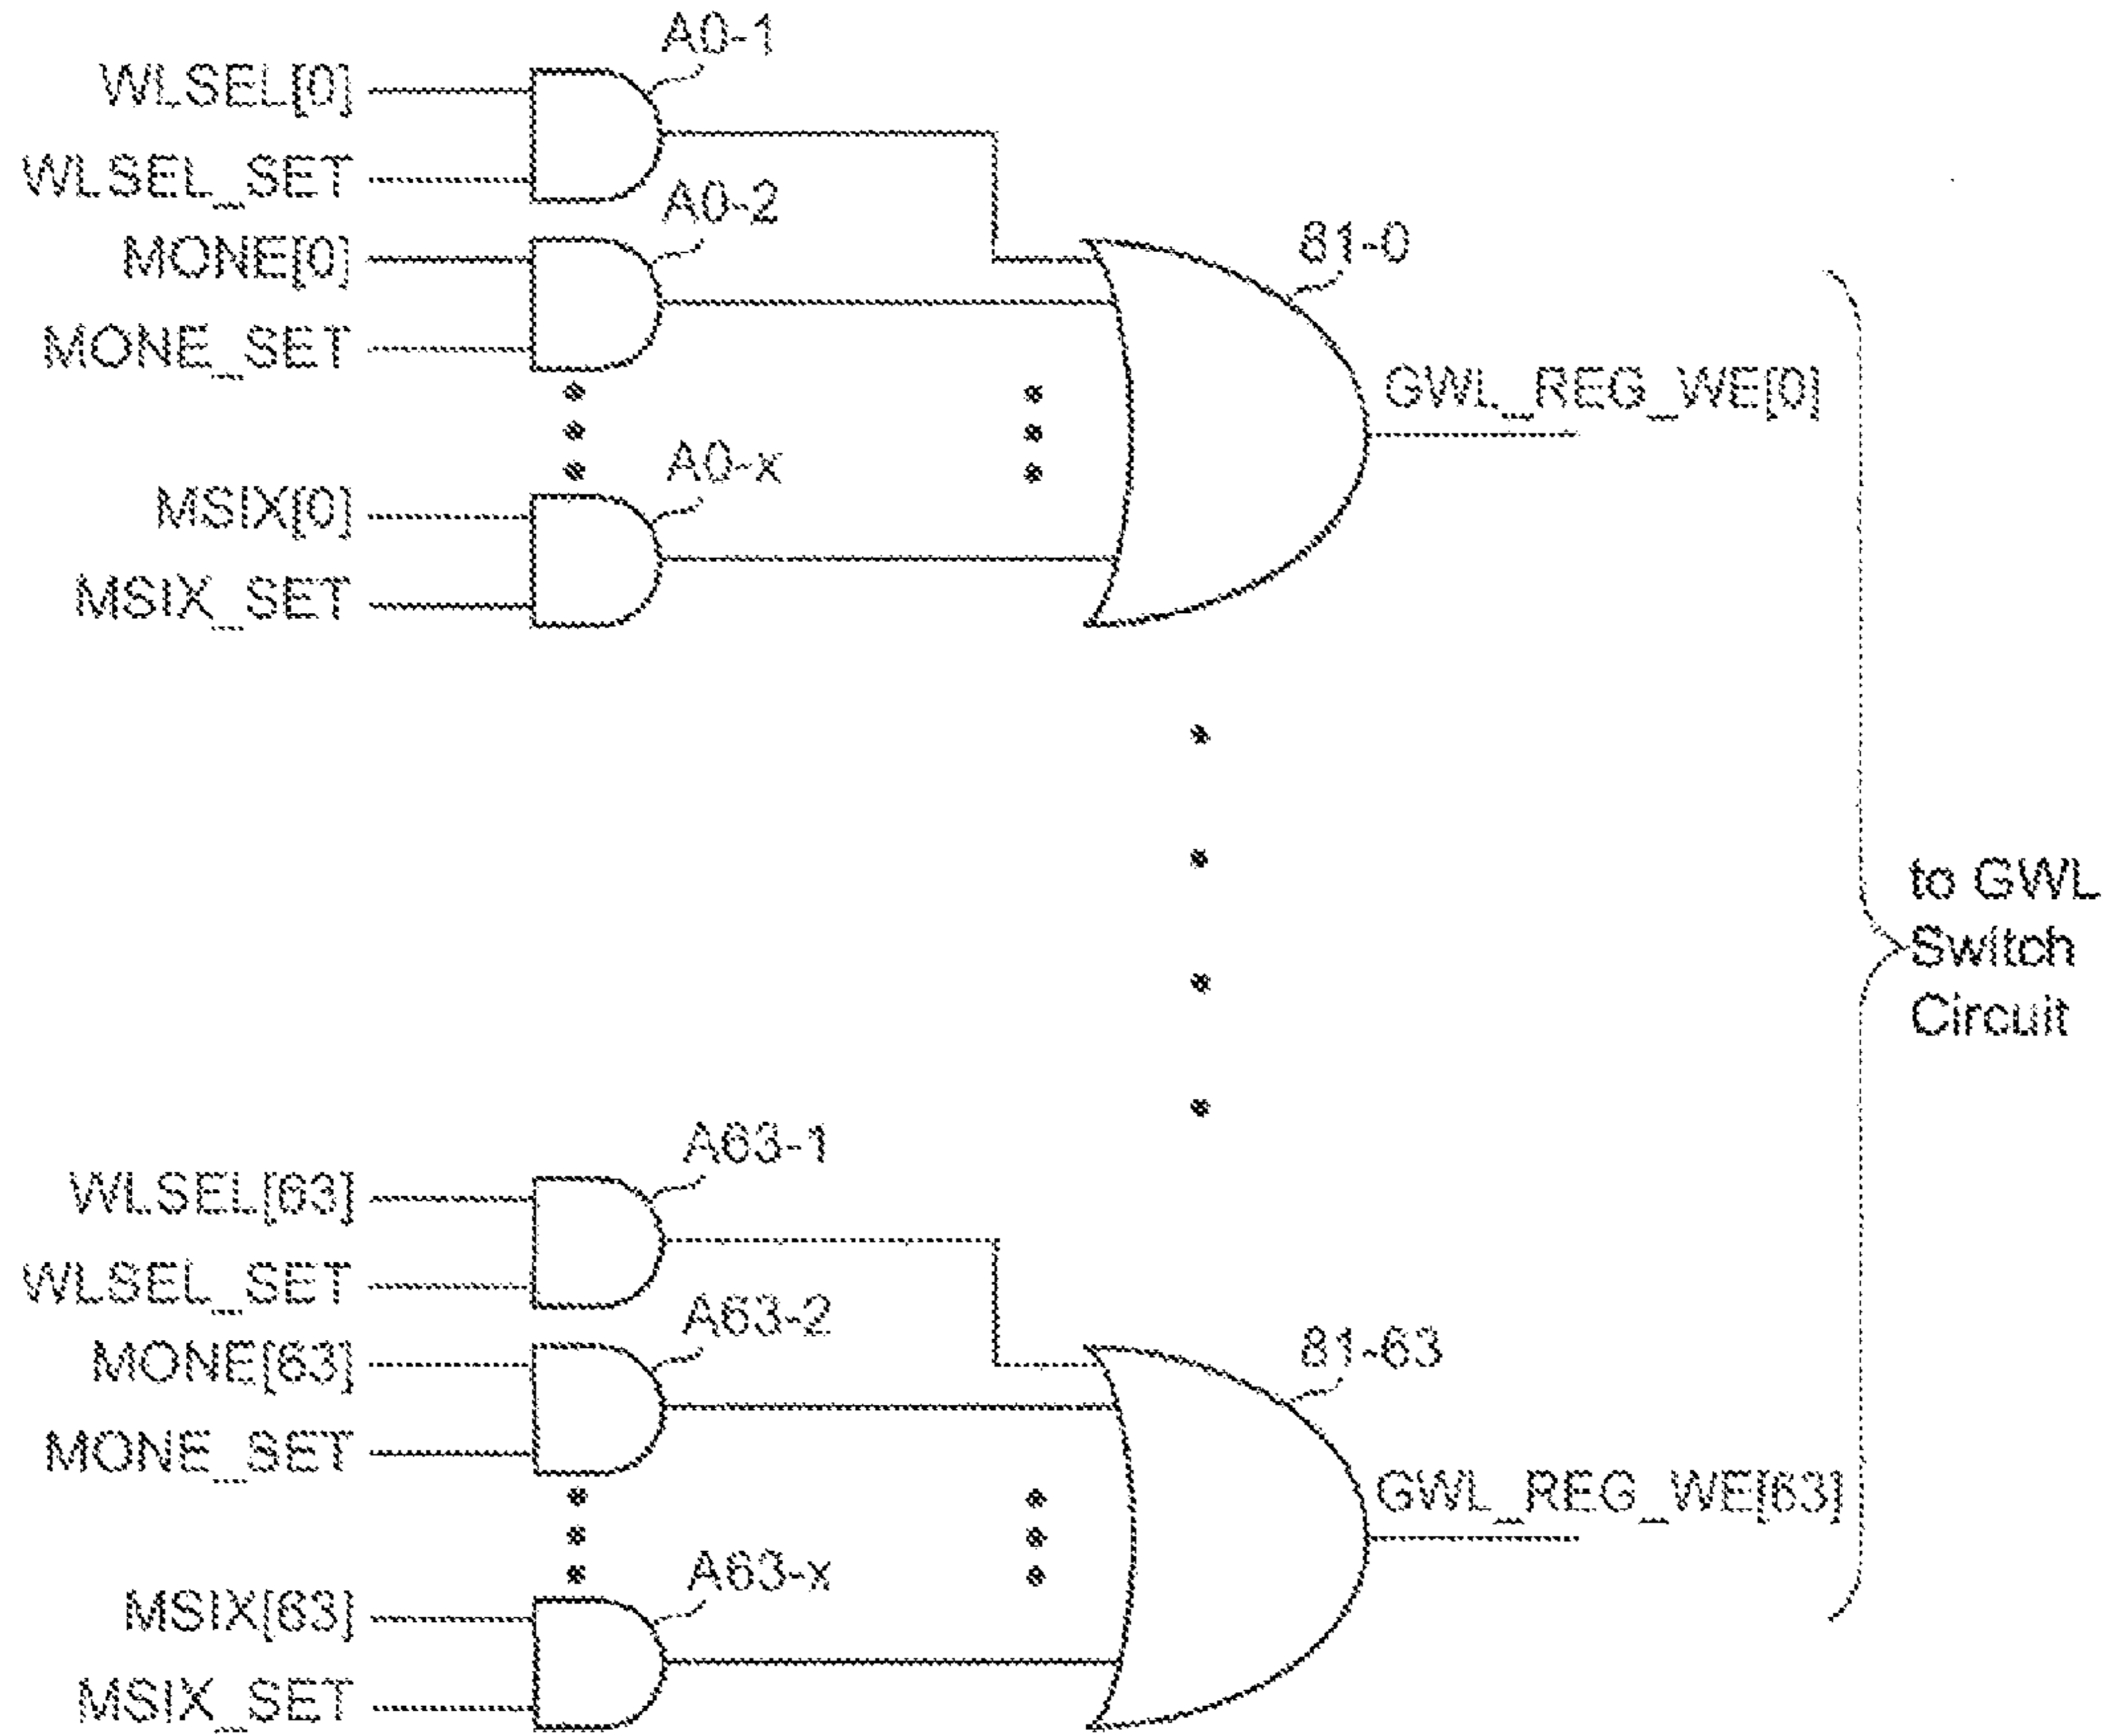 A0-1
WLSEL[0]
WLSEL_SET
A0-2
MONE[0]
81-0
MONE_SET
GWL_REG_WE[0]
A0-x
MSIX[0]
MSIX_SET
to GWL
Switch
Circuit
A63-1
WLSEL[63]
WLSEL_SET
A63-2
MONE[63]
81-63
MONE_SET
GWL_REG_WE[63]
A63-x
MSIX[63]
MSIX_SET